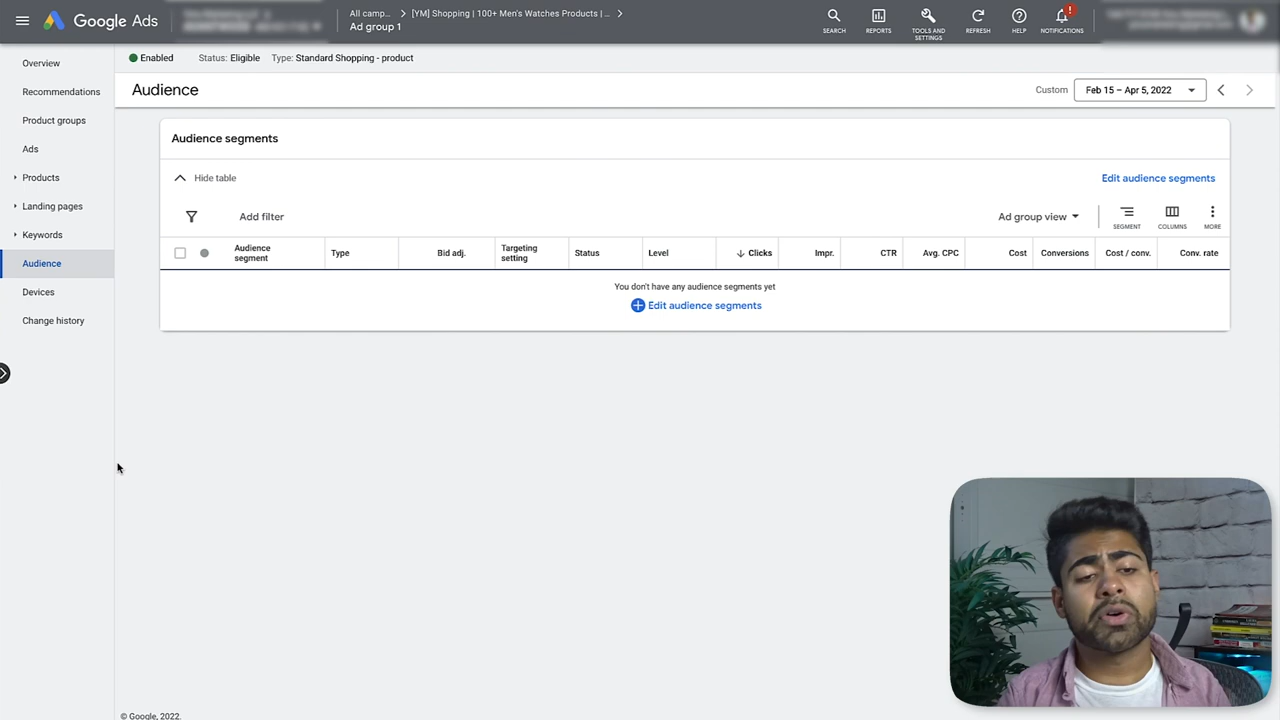 Google Ads
All camp...
[YM] Shopping | 100+ Men's Watches Products | ...
Ad group 1
SEARCH
REPORTS
TOOLS AND SETTINGS
REFRESH
HELP
!
NOTIFICATIONS
Overview
Recommendations
Product groups
Ads
Products
Landing pages
Keywords
Audience
Devices
Change history
Enabled
Status: Eligible
Type: Standard Shopping - product
Audience
Custom
Feb 15 – Apr 5, 2022
Audience segments
Hide table
Edit audience segments
Add filter
Ad group view
SEGMENT
COLUMNS
MORE
Audience segment
Type
Bid adj.
Targeting setting
Status
Level
Clicks
Impr.
CTR
Avg. CPC
Cost
Conversions
Cost / conv.
Conv. rate
You don't have any audience segments yet
Edit audience segments
© Google, 2022.